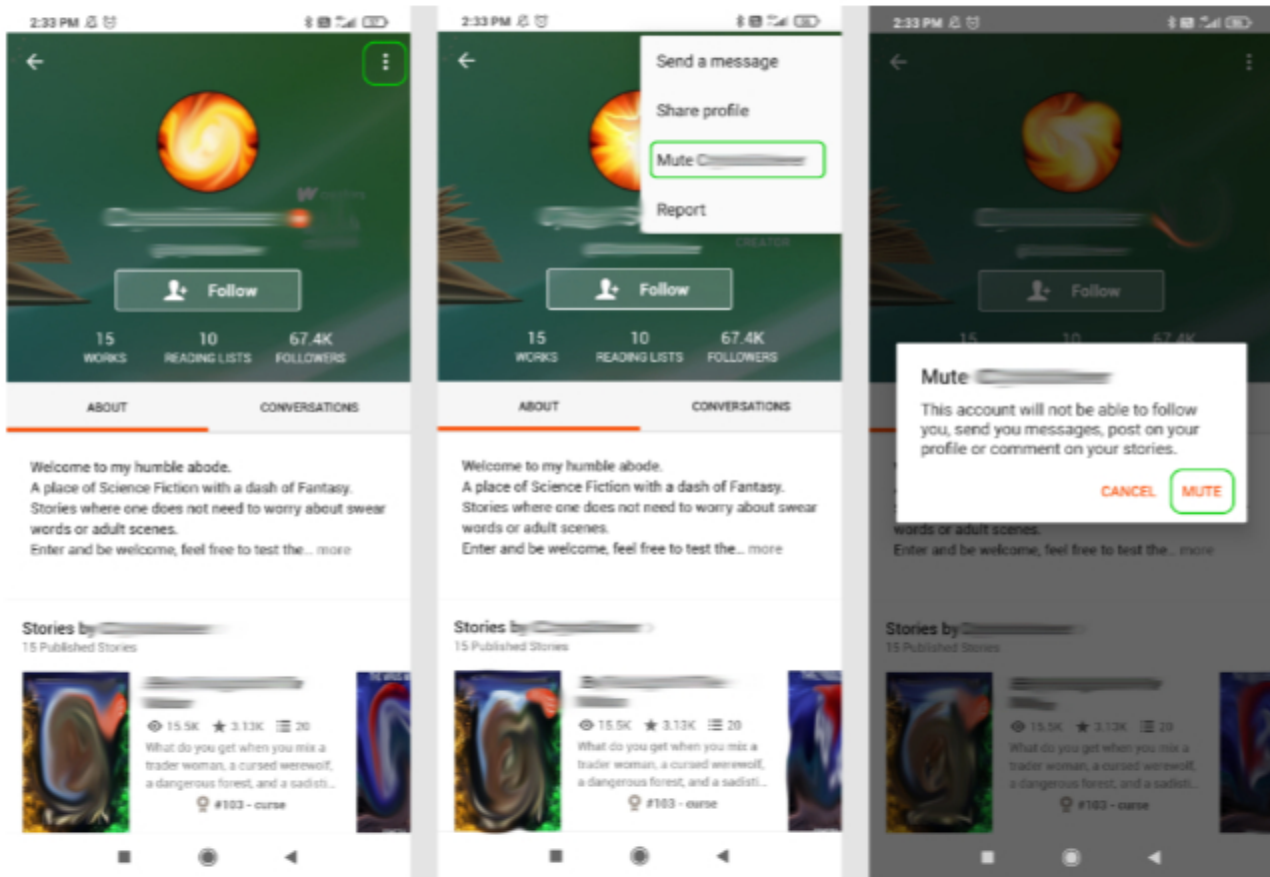 2:33 PM
Follow
15
10
67.4K
WORKS
READING LISTS
FOLLOWERS
ABOUT
CONVERSATIONS
Welcome to my humble abode.
A place of Science Fiction with a dash of Fantasy.
Stories where one does not need to worry about swear
words or adult scenes.
Enter and be welcome, feel free to test the... more
Stories by
15 Published Stories
15.5K 3.13K 20
What do you get when you mix a
trader woman, a cursed werewolf,
a dangerous forest, and a sadisti...
#103 - curse
2:33 PM
Send a message
Share profile
Mute
Report
CREATOR
Follow
15
10
67.4K
WORKS
READING LISTS
FOLLOWERS
ABOUT
CONVERSATIONS
Welcome to my humble abode.
A place of Science Fiction with a dash of Fantasy.
Stories where one does not need to worry about swear
words or adult scenes.
Enter and be welcome, feel free to test the... more
Stories by
15 Published Stories
15.5K 3.13K 20
What do you get when you mix a
trader woman, a cursed werewolf,
a dangerous forest, and a sadisti...
#103 - curse
2:33 PM
Follow
15
10
67.4K
Mute
This account will not be able to follow
you, send you messages, post on your
profile or comment on your stories.
CANCEL
MUTE
words or adult scenes.
Enter and be welcome, feel free to test the... more
Stories by
15 Published Stories
15.5K 3.13K 20
What do you get when you mix a
trader woman, a cursed werewolf,
a dangerous forest, and a sadisti...
#103 - curse